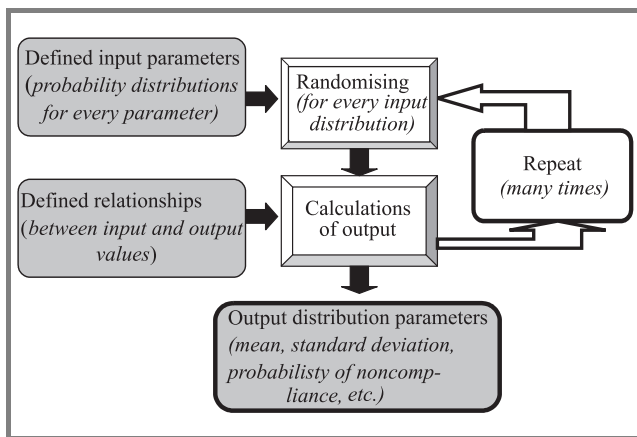 Defined input parameters
(probability distributions
for every parameter)
Randomising
(for every input
distribution)
Repeat
(many times)
Defined relationships
(between input and output
values)
Calculations
of output
Output distribution parameters
(mean, standard deviation,
probabilisty of noncomp-
liance, etc.)